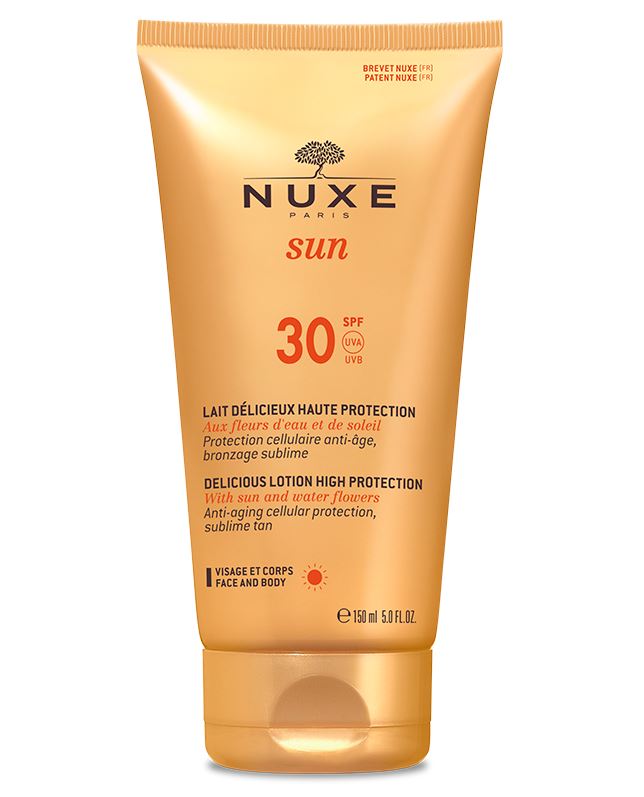 BREVET NUXE (FR)
PATENT NUXE (FR)
NUXE
PARIS
sun
30 SPF
UVA
UVB
LAIT DÉLICIEUX HAUTE PROTECTION
Aux fleurs d'eau et de soleil
Protection cellulaire anti-âge,
bronzage sublime
DELICIOUS LOTION HIGH PROTECTION
With sun and water flowers
Anti-aging cellular protection,
sublime tan
VISAGE ET CORPS
FACE AND BODY
℮ 150 ml 5.0 FL.OZ.